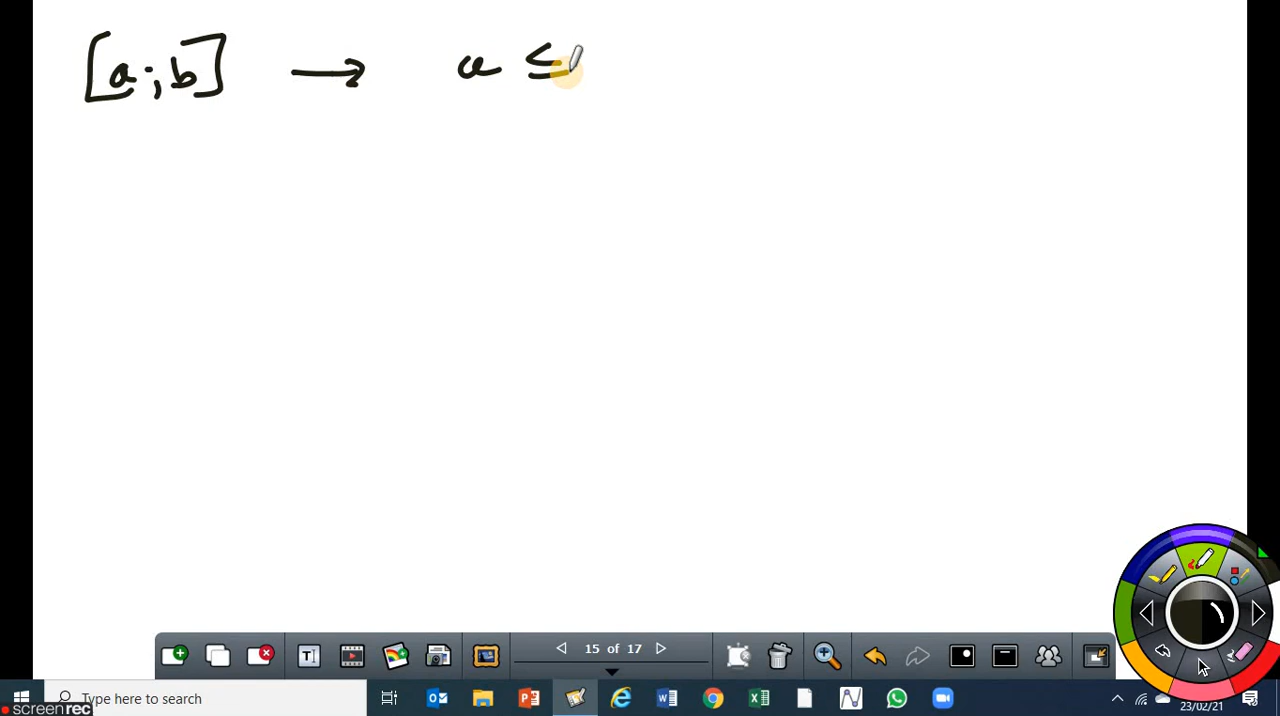 [a ; b] → a ≤
15 of 17
Type here to search
screenrec
23/02/21